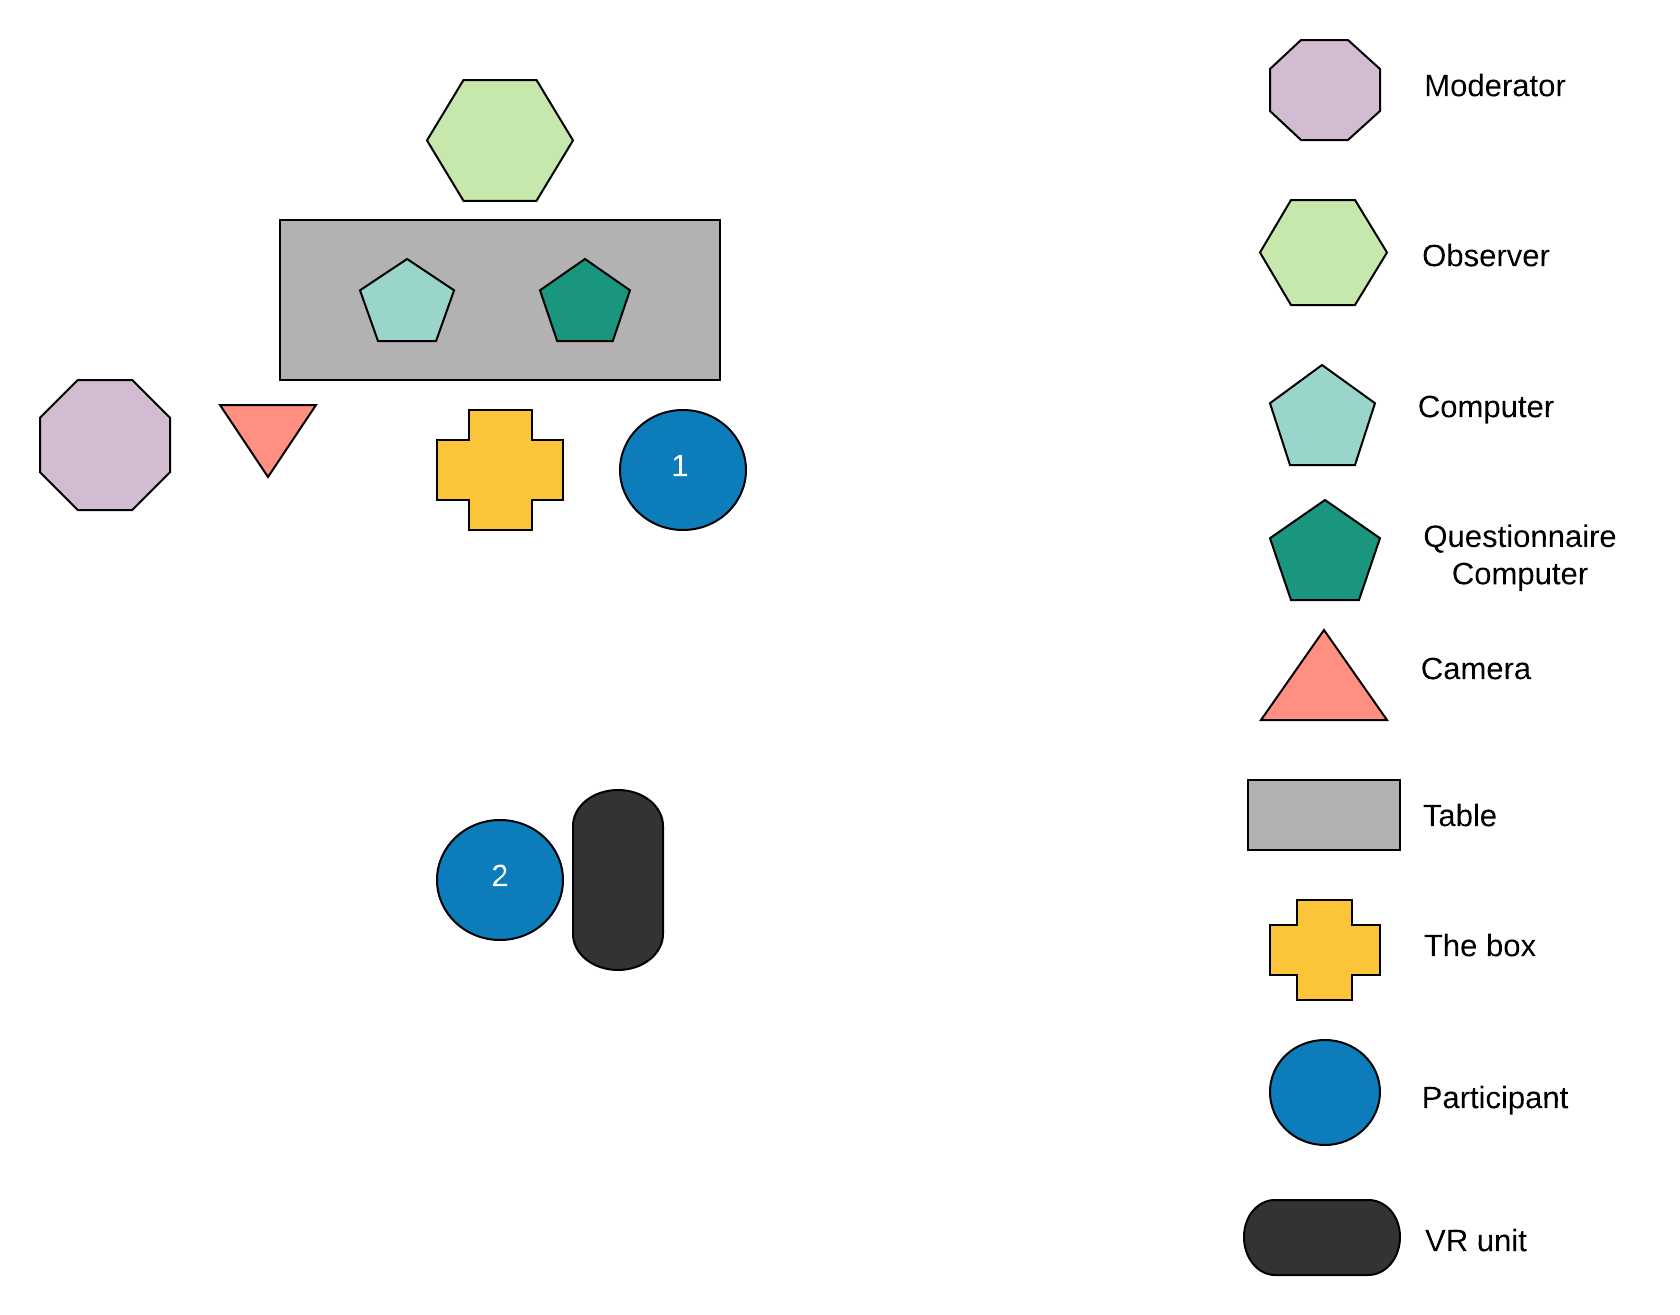 1
2
Moderator
Observer
Computer
Questionnaire
Computer
Camera
Table
The box
Participant
VR unit